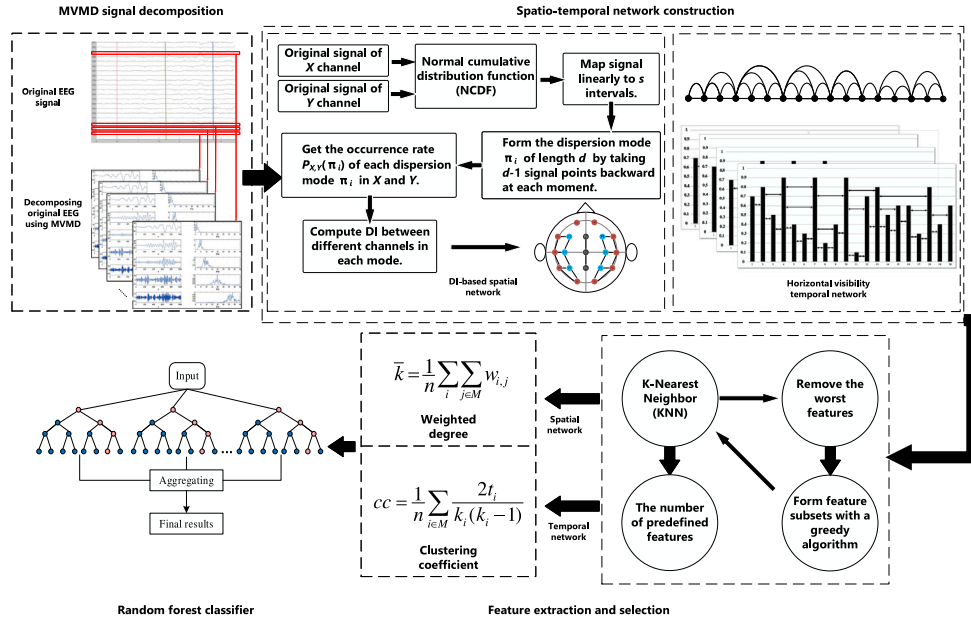 MVMD signal decomposition
Spatio-temporal network construction
Original EEG
signal
Decomposing
original EEG
using MVMD
Original signal of
X channel
Original signal of
Y channel
Normal cumulative
distribution function
(NCDF)
Map signal
linearly to s
intervals.
Get the occurrence rate
P_{X,Y}(π_i) of each dispersion
mode π_i in X and Y.
Form the dispersion mode
π_i of length d by taking
d-1 signal points backward
at each moment.
Compute DI between
different channels in
each mode.
DI-based spatial
network
Horizontal visibility
temporal network
Input
...
Aggregating
Final results
k̅ = 1/n ∑_i ∑_{j∈M} w_{i,j}
Weighted
degree
cc = 1/n ∑_{i∈M} 2t_i / k_i(k_i −1)
Clustering
coefficient
Spatial
network
Temporal
network
K-Nearest
Neighbor
(KNN)
Remove the
worst
features
The number
of predefined
features
Form feature
subsets with a
greedy
algorithm
Random forest classifier
Feature extraction and selection